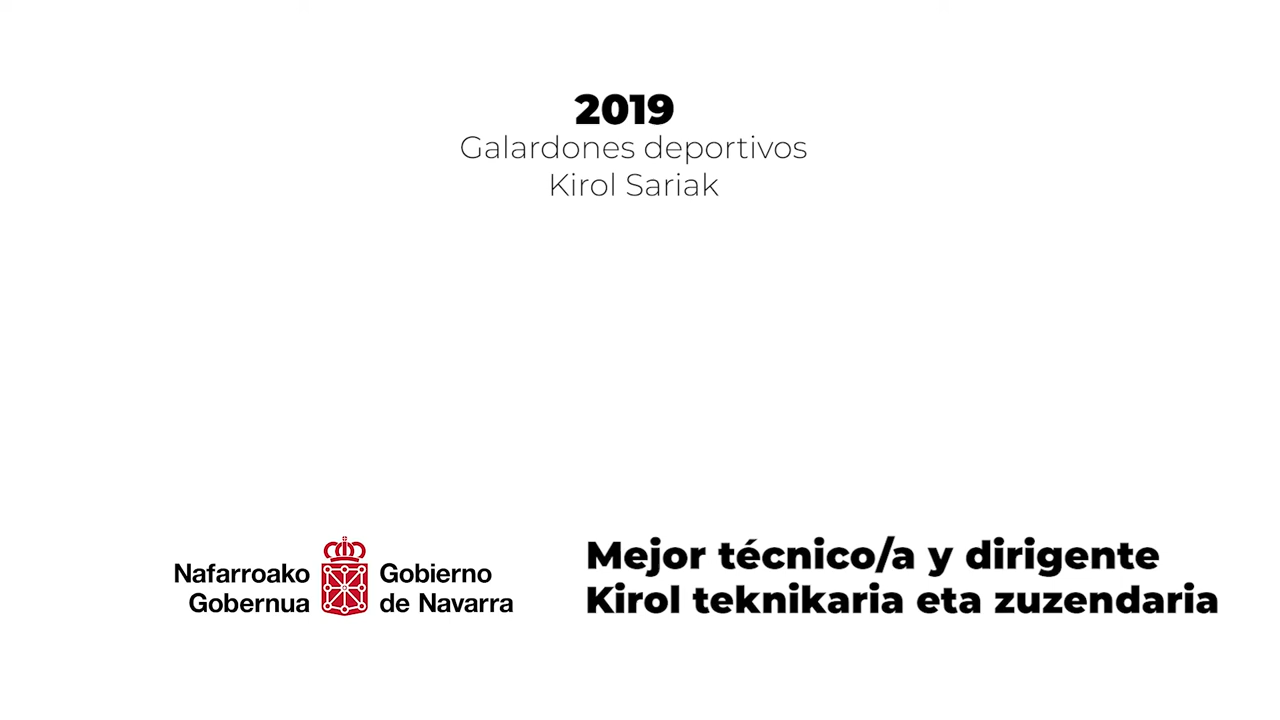 2019
Galardones deportivos
Kirol Sariak
Nafarroako
Gobernua
Gobierno
de Navarra
Mejor técnico/a y dirigente
Kirol teknikaria eta zuzendaria